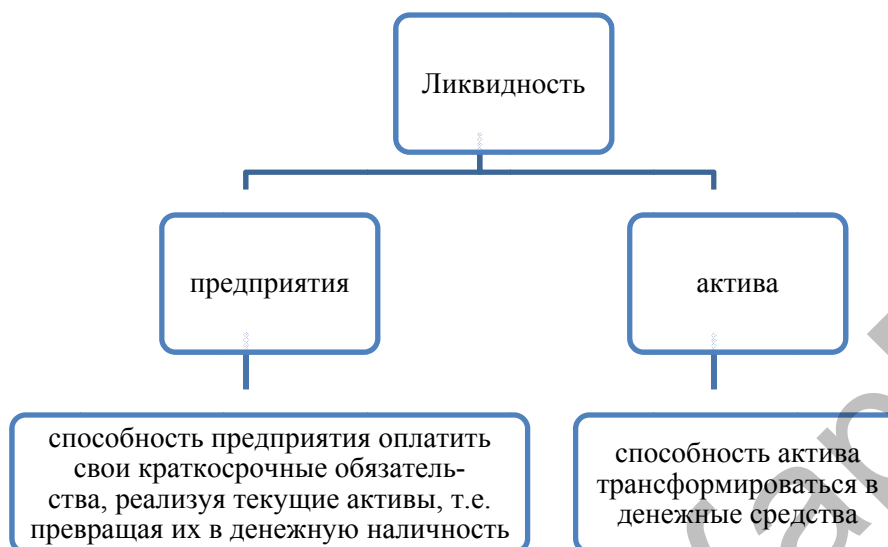 Ликвидность
предприятия
актива
способность предприятия оплатить
свои краткосрочные обязатель-
ства, реализуя текущие активы, т.е.
превращая их в денежную наличность
способность актива
трансформироваться в
денежные средства